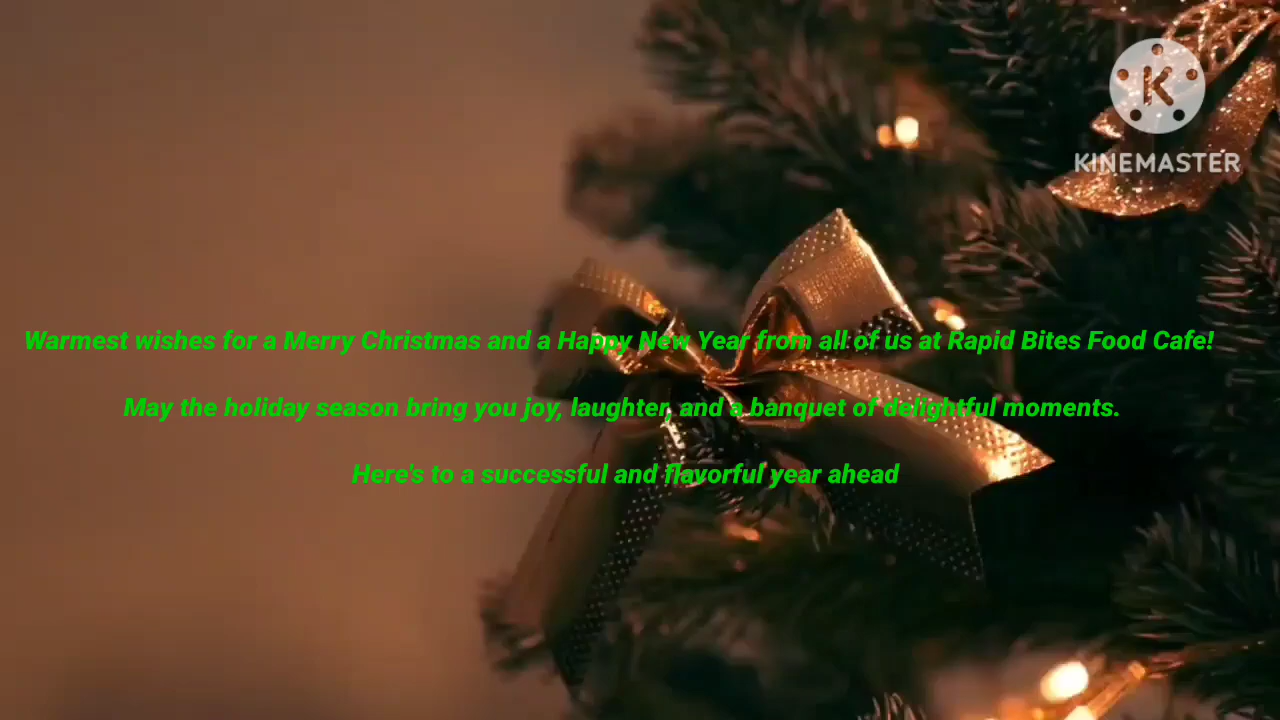 K
KINEMASTER
Warmest wishes for a Merry Christmas and a Happy New Year from all of us at Rapid Bites Food Cafe!
May the holiday season bring you joy, laughter, and a banquet of delightful moments.
Here's to a successful and flavorful year ahead